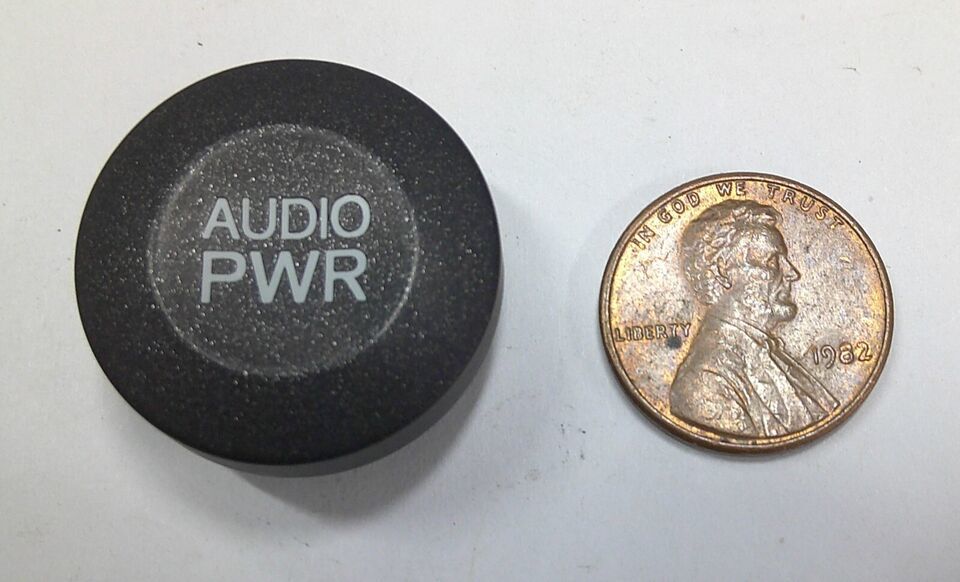 AUDIO
PWR
IN GOD WE TRUST
LIBERTY
1982